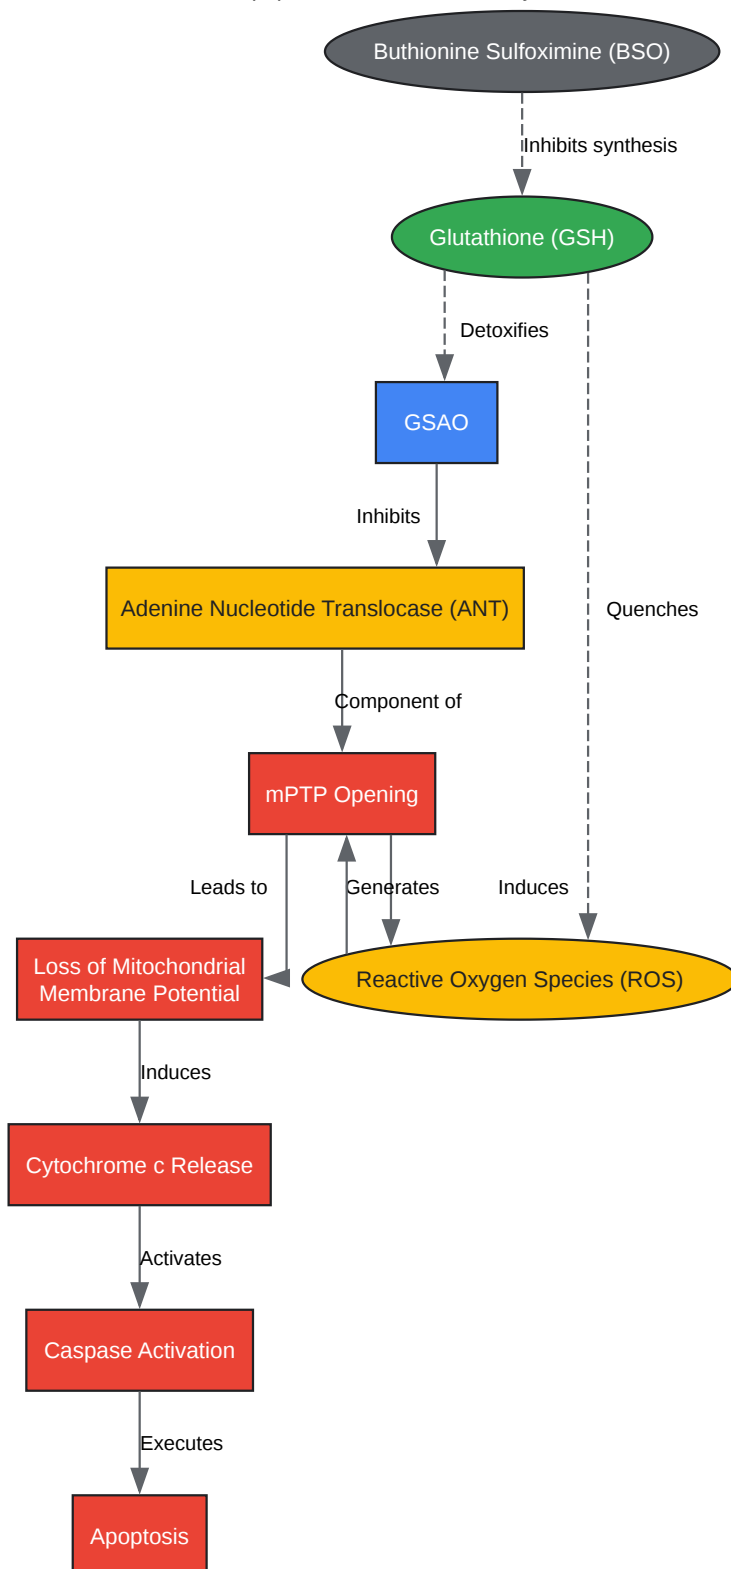 Buthionine Sulfoximine (BSO)
Inhibits synthesis
Glutathione (GSH)
Detoxifies
GSAO
Inhibits
Adenine Nucleotide Translocase (ANT)
Quenches
Component of
mPTP Opening
Leads to
Generates
Induces
Loss of Mitochondrial
Membrane Potential
Reactive Oxygen Species (ROS)
Induces
Cytochrome c Release
Activates
Caspase Activation
Executes
Apoptosis